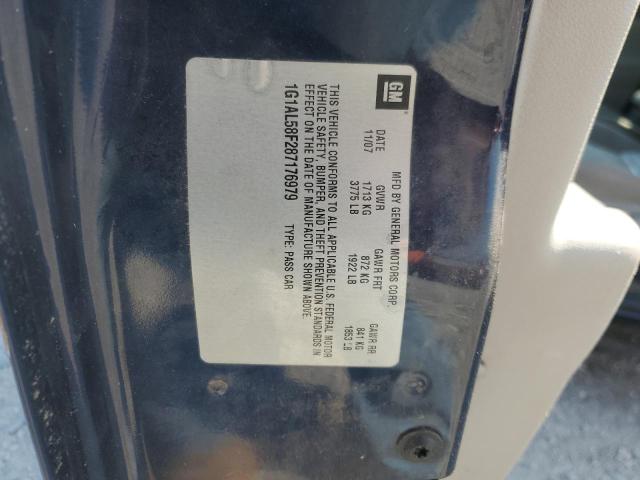 GM
MFD BY GENERAL MOTORS CORP.
DATE GVWR GAWR FRT GAWR RR
11/07 1713 KG 872 KG 841 KG
3775 LB 1922 LB 1853 LB
THIS VEHICLE CONFORMS TO ALL APPLICABLE U.S. FEDERAL MOTOR
VEHICLE SAFETY, BUMPER, AND THEFT PREVENTION STANDARDS IN
EFFECT ON THE DATE OF MANUFACTURE SHOWN ABOVE.
1G1AL58F287176979 TYPE: PASS CAR